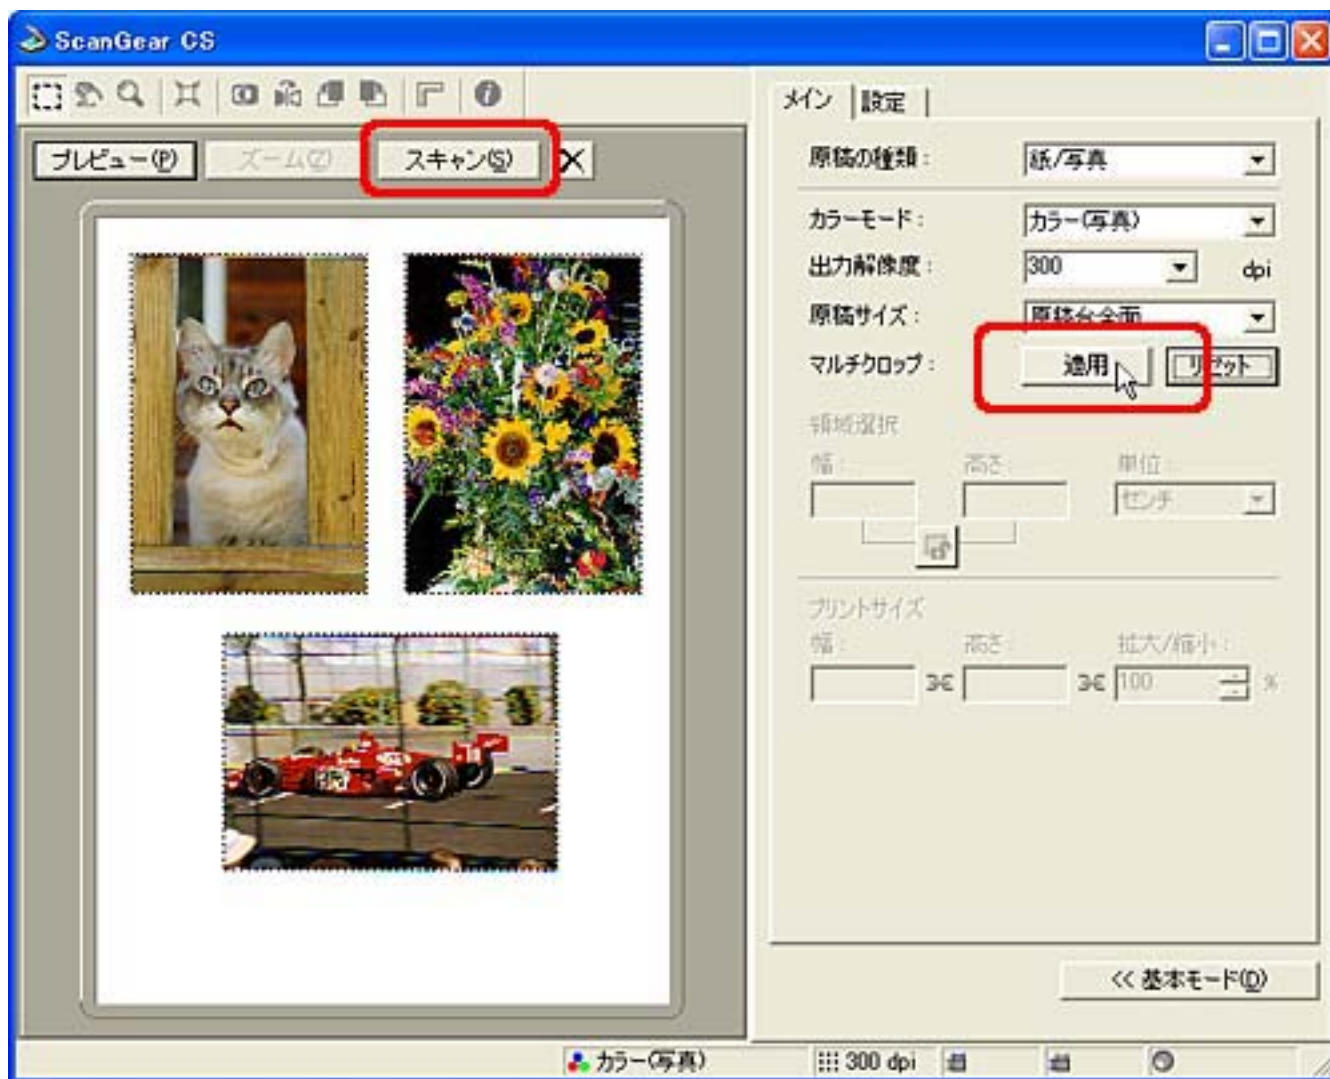 ScanGear CS
プレビュー(P)
ズーム(Z)
スキャン(S)
メイン
設定
原稿の種類：
紙/写真
カラーモード：
カラー(写真)
出力解像度：
300
dpi
原稿サイズ：
原稿台全面
マルチクロップ：
適用
リセット
領域選択
幅：
高さ：
単位：
センチ
プリントサイズ
幅：
高さ：
拡大/縮小：
100
%
<< 基本モード(D)
カラー(写真)
300 dpi